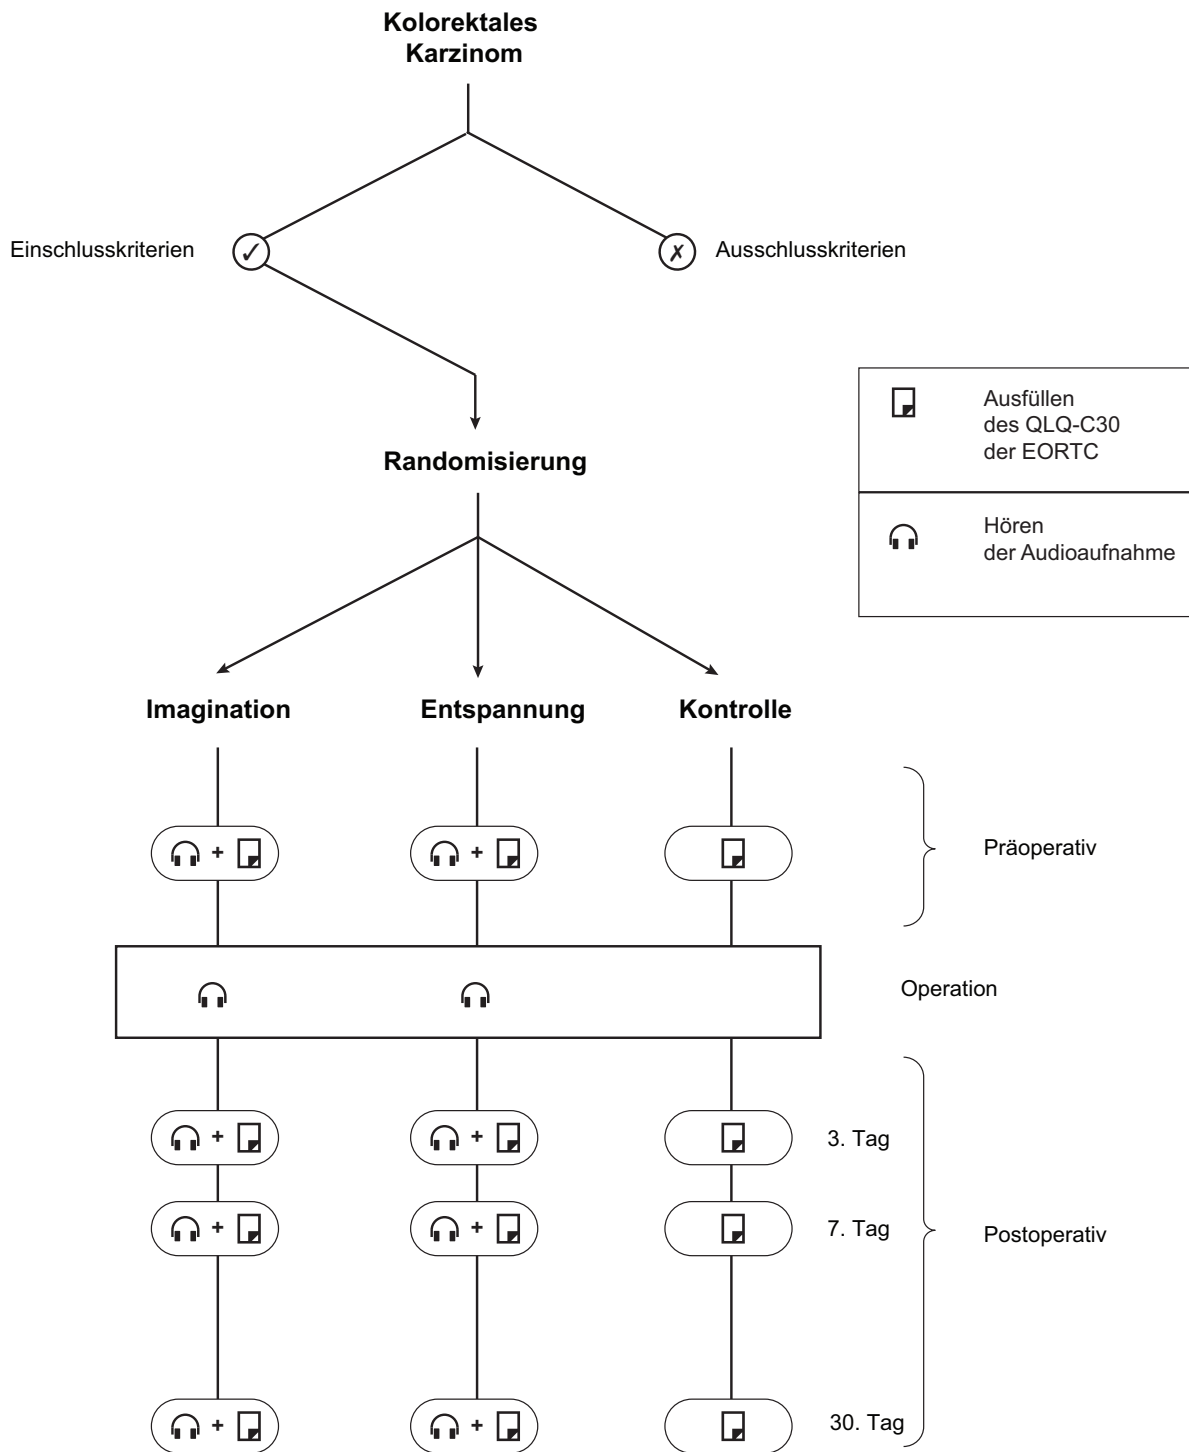 Kolorektales
Karzinom
Einschlusskriterien
Ausschlusskriterien
Ausfüllen
des QLQ-C30
der EORTC
Hören
der Audioaufnahme
Randomisierung
Imagination
Entspannung
Kontrolle
+
+
Präoperativ
Operation
+
+
3. Tag
+
+
7. Tag
Postoperativ
+
+
30. Tag